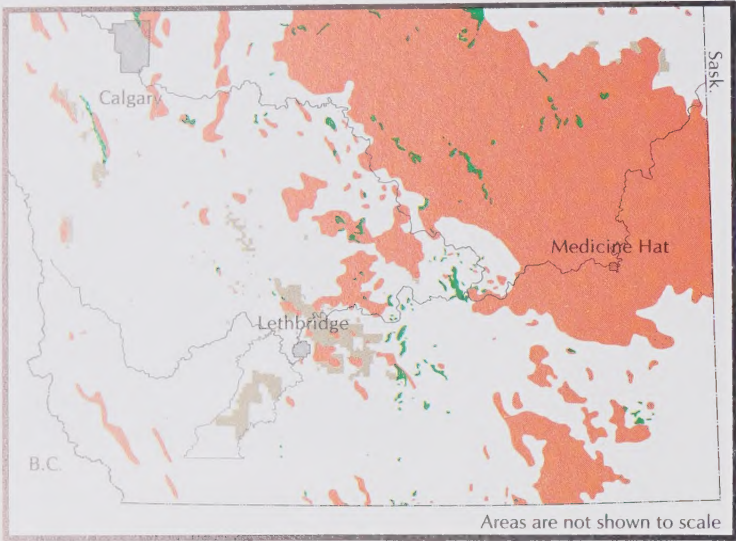 Calgary
Sask.
Medicine Hat
Lethbridge
B.C.
Areas are not shown to scale